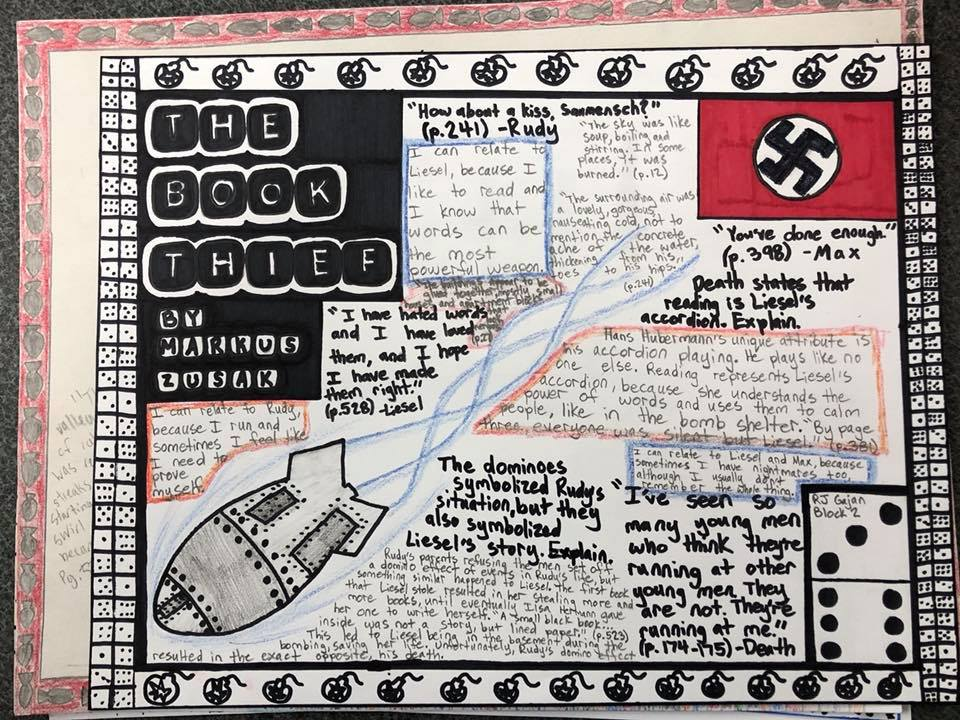 THE
BOOK
THIEF
BY
MARKUS
ZUSAK
"How about a kiss, Saumensch?"
(p.241) -Rudy
I can relate to
Liesel, because I
like to read and
I know that
words can be
the most
powerful weapon.
"The sky was like
soup, boiling and
stirring. In some
places, it was
burned." (p.12)
"The surrounding air was
a lovely, gorgeous,
nauseating cold, not to
mention the concrete
ache of the water,
thickening from his
toes to his hips."
(p.241)
"You've done enough."
(p.398) -Max
Death states that
reading is Liesel's
accordion. Explain.
"I have hated words
and I have loved
them, and I hope
I have made
them right."
(p.528) -Liesel
Hans Hubermann's unique attribute is
his accordion playing. He plays like no
one else. Reading represents Liesel's
accordion, because she understands the
power of words and uses them to calm
people, like in the bomb shelter. "By page
three, everyone was silent but Liesel." (p.381)
I can relate to Rudy,
because I run and
sometimes I feel like
I need to
prove
myself.
I can relate to Liesel and Max, because
sometimes I have nightmares too,
although I usually don't
remember the whole thing.
The dominoes
symbolized Rudy's
situation, but they
also symbolized
Liesel's story. Explain.
Rudy's parents refusing the men set off
a domino effect of events in Rudy's life, but
something similar happened to Liesel. The first book
that Liesel stole resulted in her stealing more and
more books, until eventually Ilsa Hermann gave
her one to write herself. "A small black book...
inside was not a story, but lined paper." (p.523)
This led to Liesel being in the basement during the
bombing, saving her life. Unfortunately, Rudy's domino effect
resulted in the exact opposite, his death.
"I've seen so
many young men
who think they're
running at other
young men. They
are not. They're
running at me."
(p.174-175) -Death
RJ Gajan
Block 2